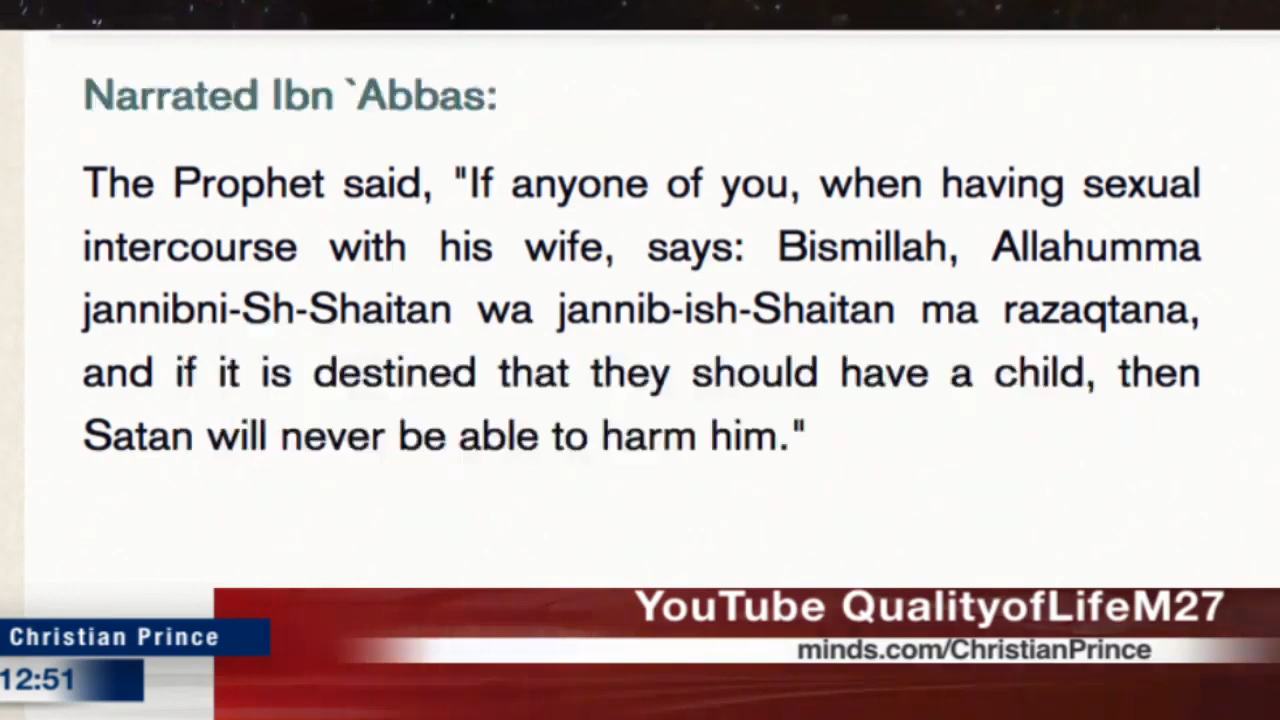 Narrated Ibn `Abbas:
The Prophet said, "If anyone of you, when having sexual
intercourse with his wife, says: Bismillah, Allahumma
jannibni-Sh-Shaitan wa jannib-ish-Shaitan ma razaqtana,
and if it is destined that they should have a child, then
Satan will never be able to harm him."
YouTube QualityofLifeM27
Christian Prince
minds.com/ChristianPrince
12:51